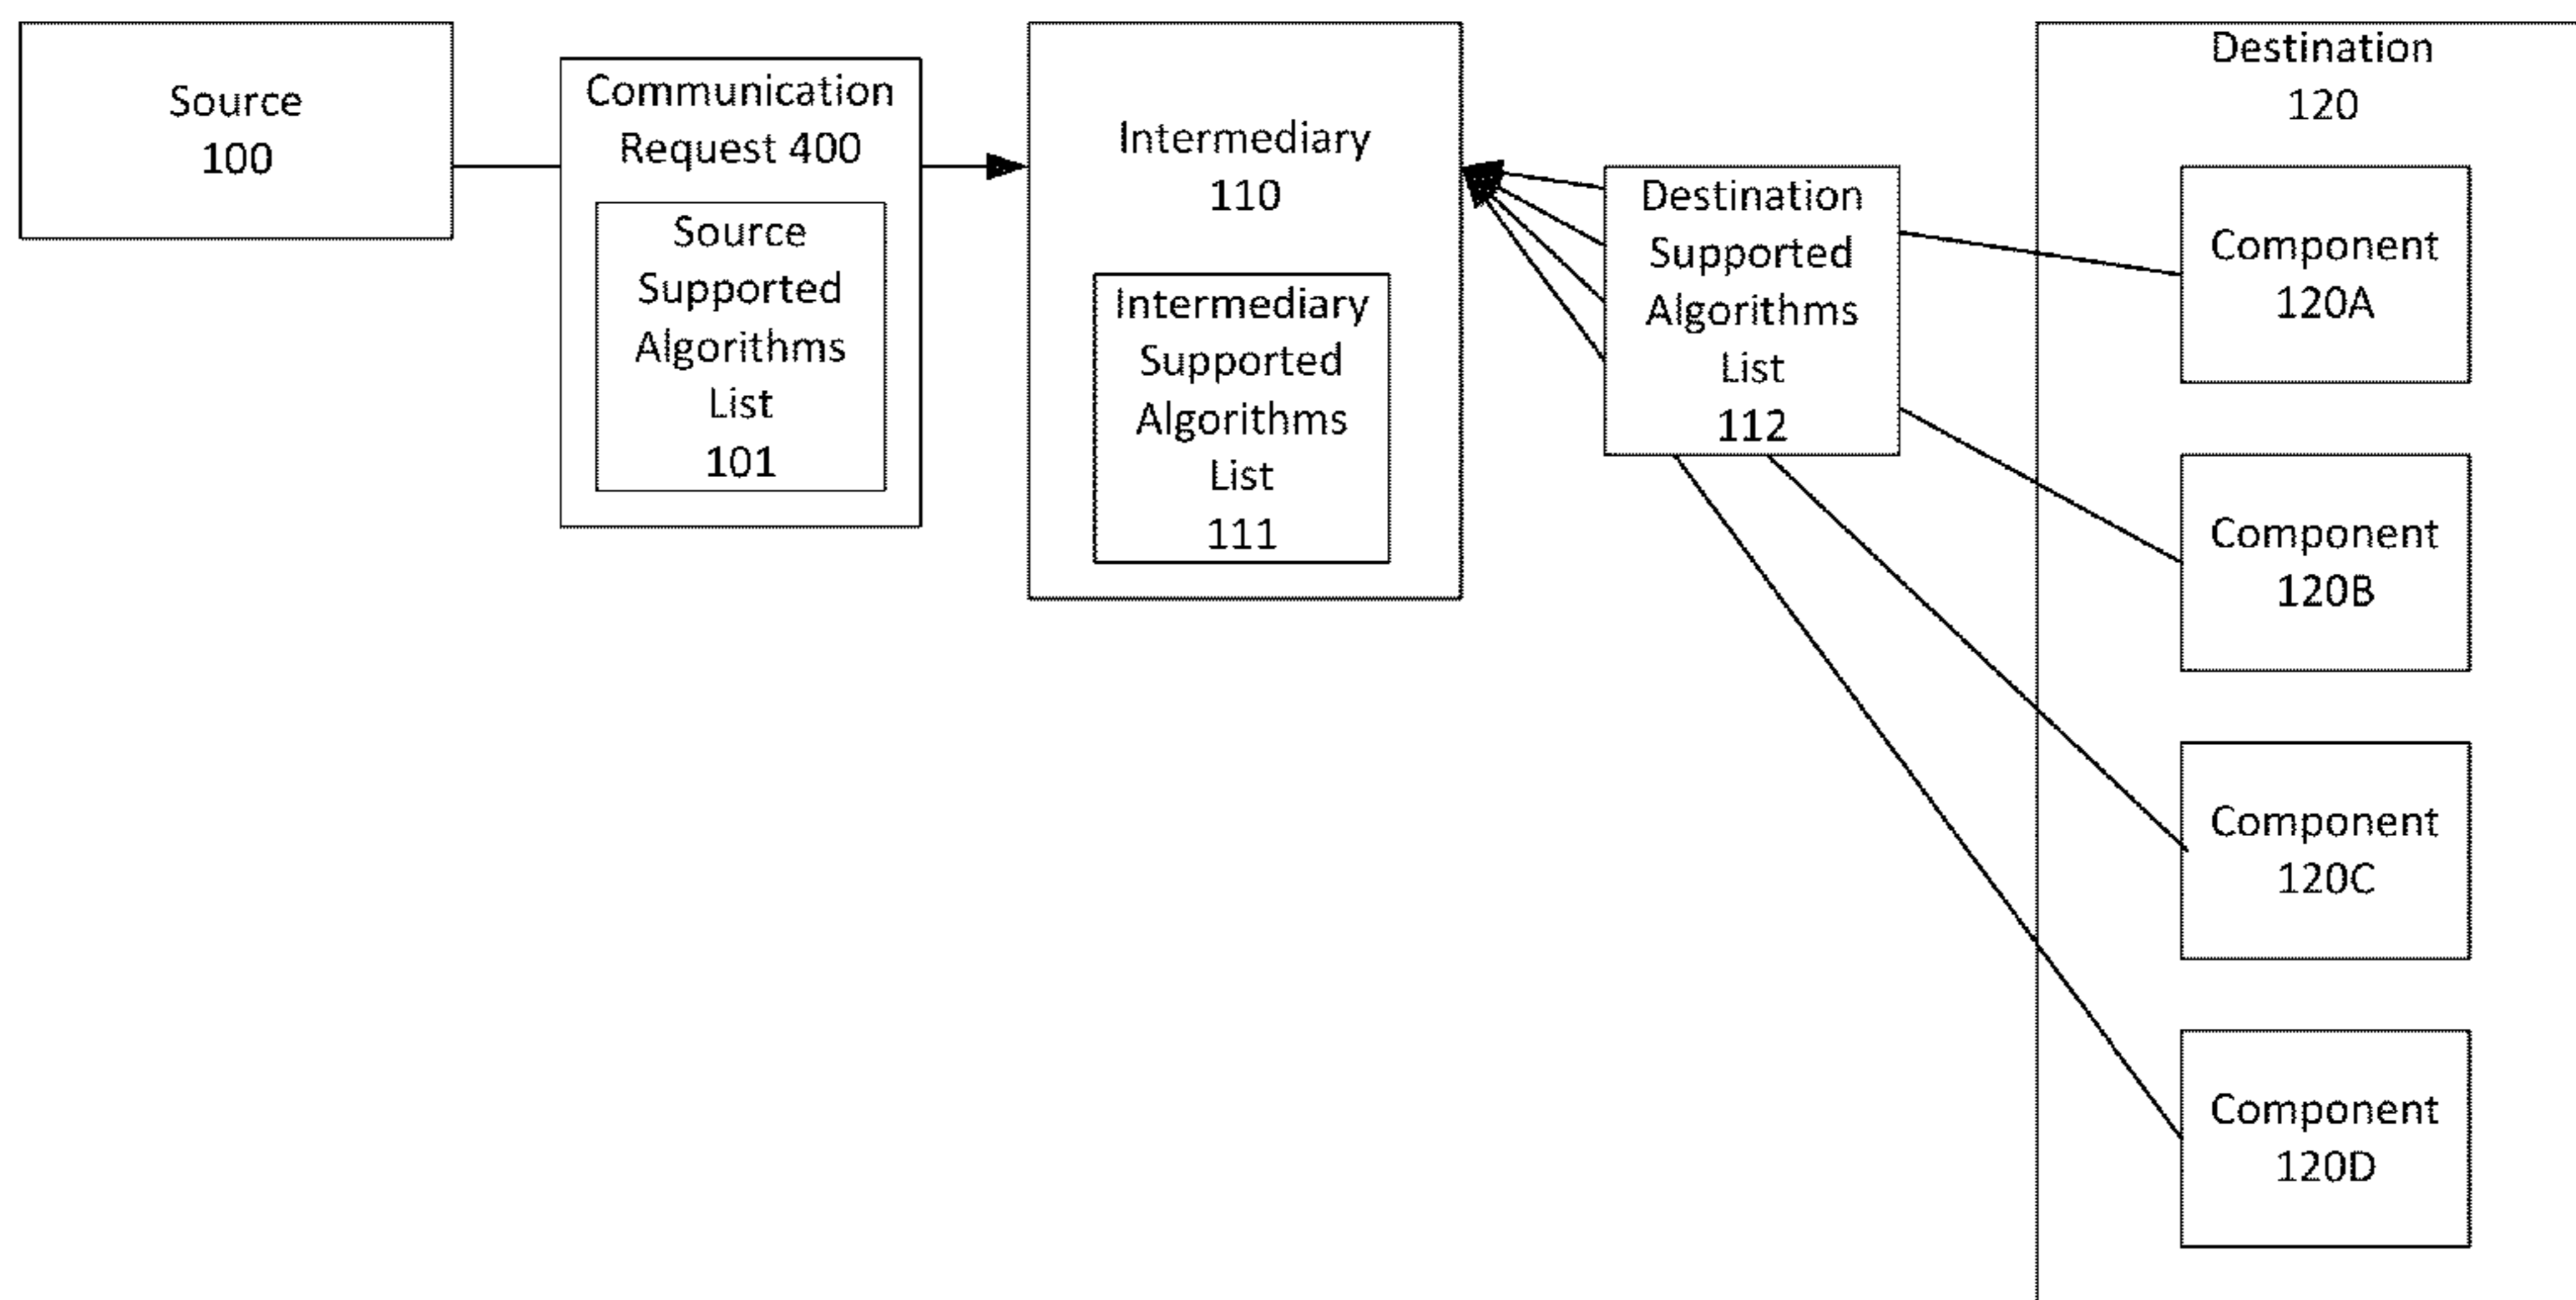 Source
100
Communication
Request 400
Source
Supported
Algorithms
List
101
Intermediary
110
Intermediary
Supported
Algorithms
List
111
Destination
Supported
Algorithms
List
112
Destination
120
Component
120A
Component
120B
Component
120C
Component
120D